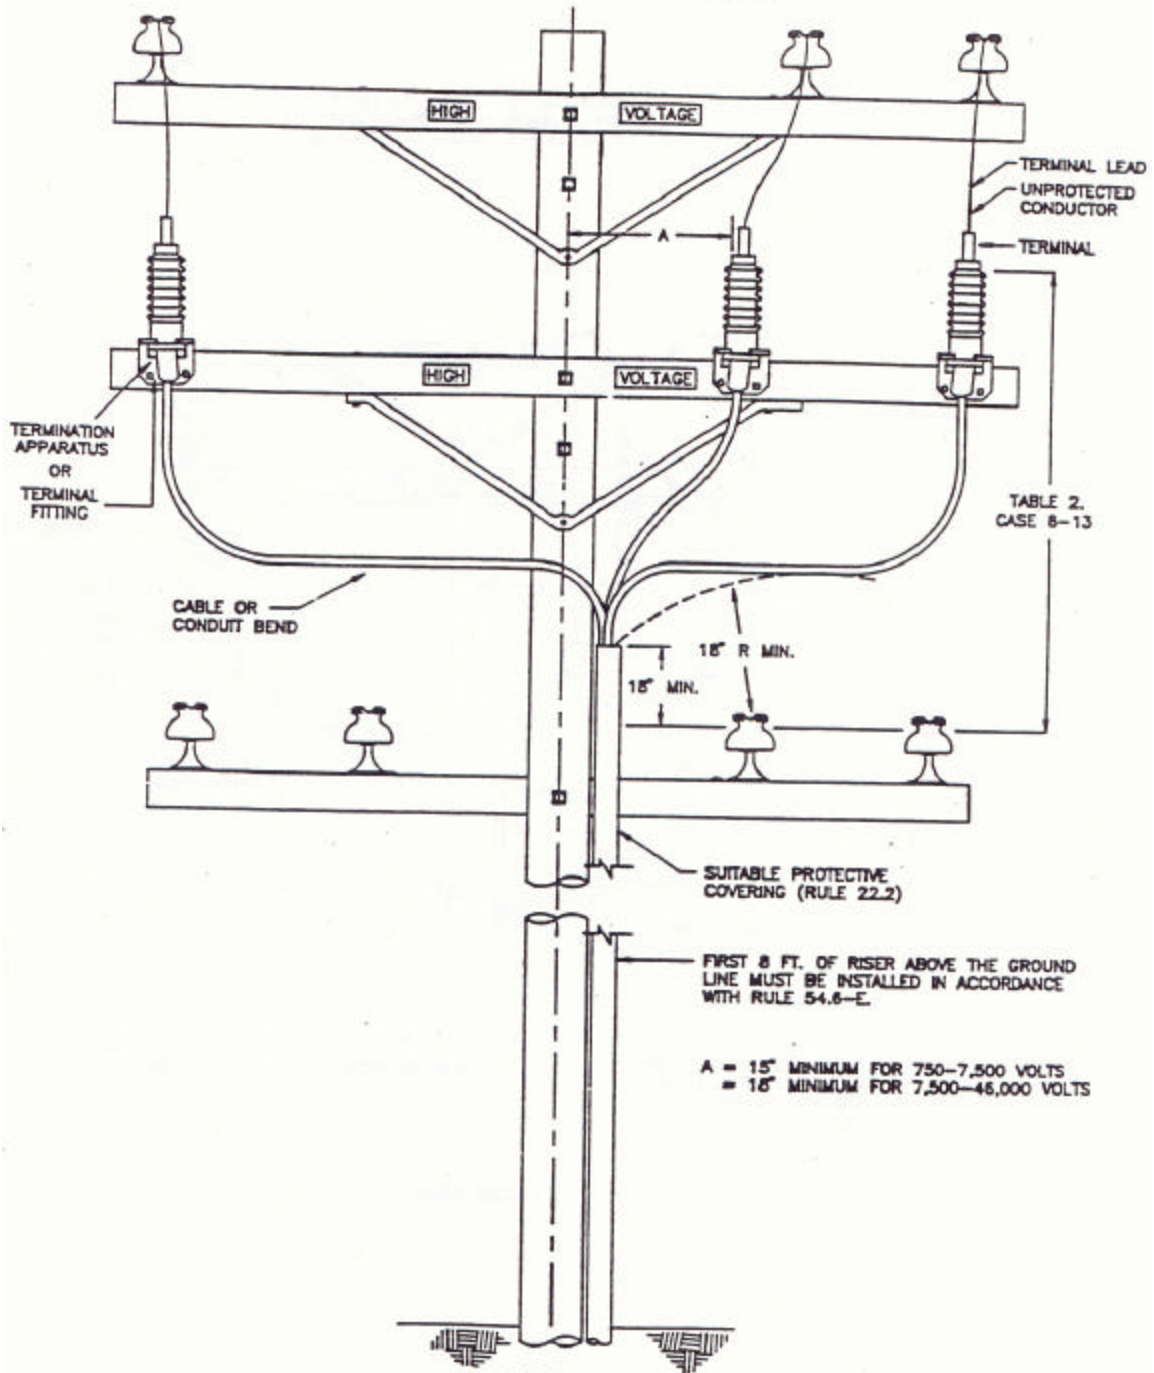 HIGH VOLTAGE
TERMINAL LEAD
UNPROTECTED
CONDUCTOR
A
TERMINAL
HIGH VOLTAGE
TERMINATION
APPARATUS
OR
TERMINAL
FITTING
TABLE 2.
CASE 8-13
CABLE OR
CONDUIT BEND
18" R MIN.
18" MIN.
SUITABLE PROTECTIVE
COVERING (RULE 22.2)
FIRST 8 FT. OF RISER ABOVE THE GROUND
LINE MUST BE INSTALLED IN ACCORDANCE
WITH RULE 54.6-E.
A = 15" MINIMUM FOR 750-7,500 VOLTS
= 18" MINIMUM FOR 7,500-46,000 VOLTS